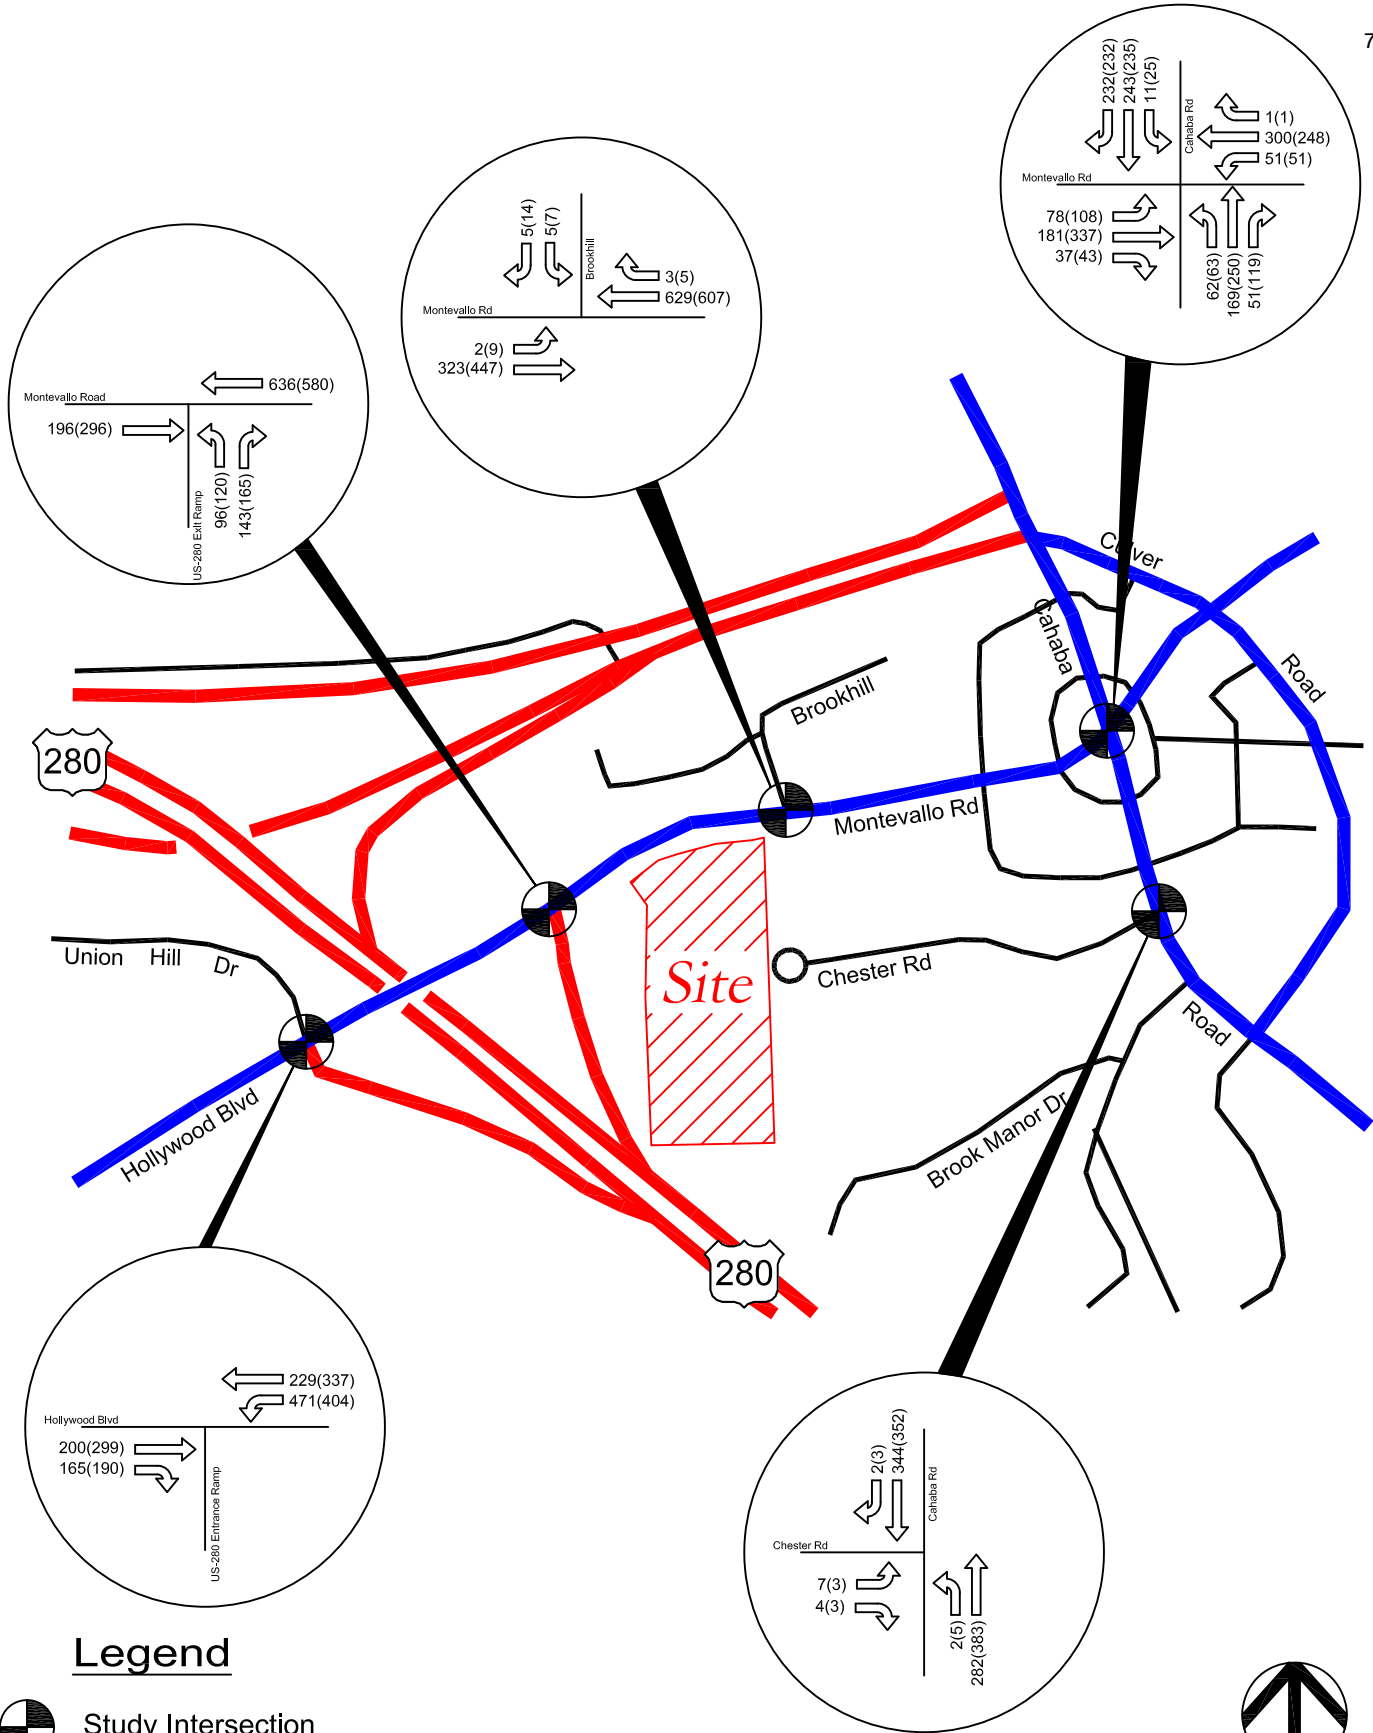 7
232(232)
243(235)
11(25)
Cahaba Rd
1(1)
300(248)
51(51)
Montevallo Rd
78(108)
181(337)
37(43)
62(63)
169(250)
51(119)
5(14)
5(7)
Brookhill
3(5)
629(607)
Montevallo Rd
2(9)
323(447)
636(580)
Montevallo Road
196(296)
96(120)
143(165)
US-280 Exit Ramp
Culver
Cahaba
Road
Brookhill
280
Montevallo Rd
Union Hill Dr
Chester Rd
Site
Road
Hollywood Blvd
Brook Manor Dr
280
229(337)
471(404)
Hollywood Blvd
200(299)
165(190)
US-280 Entrance Ramp
2(3)
344(352)
Cahaba Rd
Chester Rd
7(3)
4(3)
2(5)
282(383)
Legend
Study Intersection